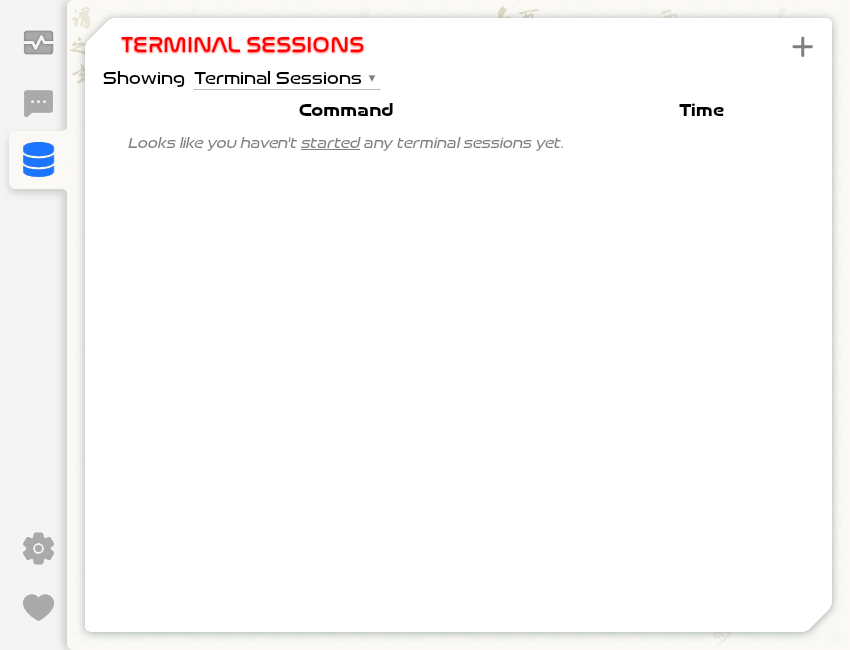 TERMINAL SESSIONS
Showing Terminal Sessions ▼
Command Time
Looks like you haven't started any terminal sessions yet.